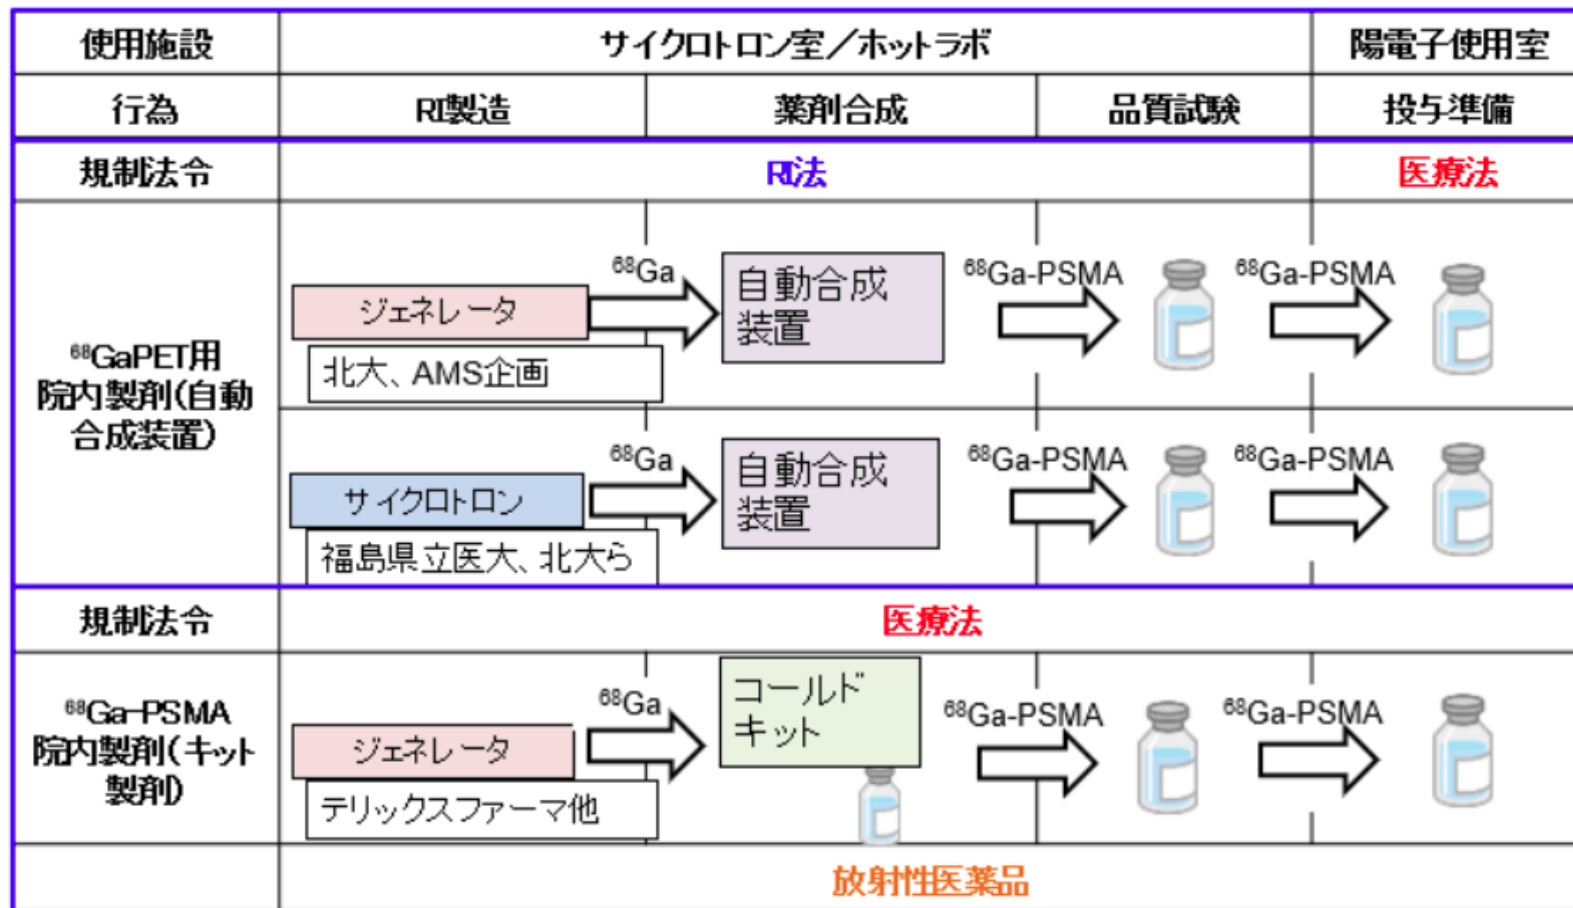 使用施設 サイクロトロン室／ホットラボ 陽電子使用室
行為 RI製造 薬剤合成 品質試験 投与準備
規制法令 RI法 医療法
⁶⁸GaPET用
院内製剤(自動
合成装置)
⁶⁸Ga
ジェネレータ
北大、AMS企画
自動合成
装置
⁶⁸Ga-PSMA
⁶⁸Ga-PSMA
⁶⁸Ga
サイクロトロン
福島県立医大、北大ら
自動合成
装置
⁶⁸Ga-PSMA
⁶⁸Ga-PSMA
規制法令 医療法
⁶⁸Ga-PSMA
院内製剤(キット
製剤)
⁶⁸Ga
ジェネレータ
テリックスファーマ他
コールド
キット
⁶⁸Ga-PSMA
⁶⁸Ga-PSMA
放射性医薬品